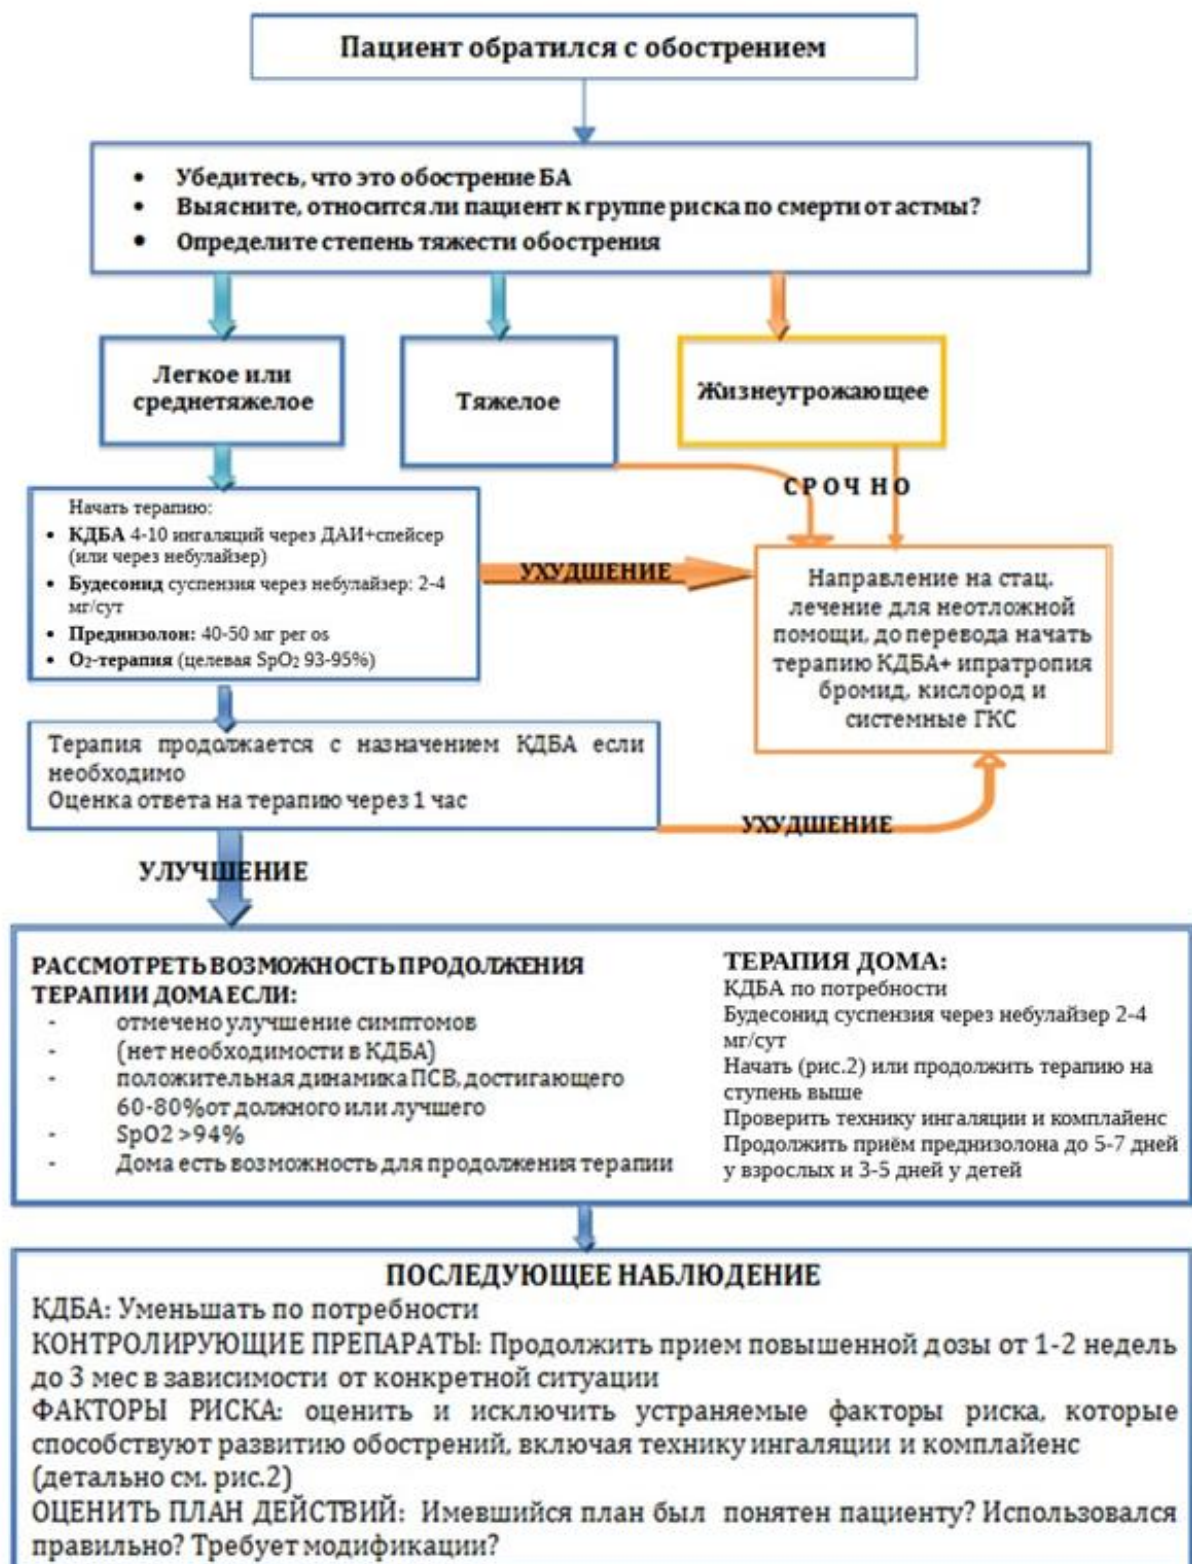 Пациент обратился с обострением
• Убедитесь, что это обострение БА
• Выясните, относится ли пациент к группе риска по смерти от астмы?
• Определите степень тяжести обострения
Легкое или
среднетяжелое
Тяжелое
Жизнеугрожающее
СРОЧНО
Начать терапию:
• КДБА 4-10 ингаляций через ДАИ+спейсер
(или через небулайзер)
• Будесонид суспензия через небулайзер: 2-4
мг/сут
• Преднизолон: 40-50 мг per os
• О₂-терапия (целевая SpO₂ 93-95%)
УХУДШЕНИЕ
Направление на стац.
лечение для неотложной
помощи, до перевода начать
терапию КДБА+ ипратропия
бромид, кислород и
системные ГКС
Терапия продолжается с назначением КДБА если
необходимо
Оценка ответа на терапию через 1 час
УХУДШЕНИЕ
УЛУЧШЕНИЕ
РАССМОТРЕТЬ ВОЗМОЖНОСТЬ ПРОДОЛЖЕНИЯ
ТЕРАПИИ ДОМА ЕСЛИ:
- отмечено улучшение симптомов
- (нет необходимости в КДБА)
- положительная динамика ПСВ, достигающего
60-80% от должного или лучшего
- SpO2 >94%
- Дома есть возможность для продолжения терапии
ТЕРАПИЯ ДОМА:
КДБА по потребности
Будесонид суспензия через небулайзер 2-4
мг/сут
Начать (рис.2) или продолжить терапию на
ступень выше
Проверить технику ингаляции и комплайенс
Продолжить приём преднизолона до 5-7 дней
у взрослых и 3-5 дней у детей
ПОСЛЕДУЮЩЕЕ НАБЛЮДЕНИЕ
КДБА: Уменьшать по потребности
КОНТРОЛИРУЮЩИЕ ПРЕПАРАТЫ: Продолжить прием повышенной дозы от 1-2 недель
до 3 мес в зависимости от конкретной ситуации
ФАКТОРЫ РИСКА: оценить и исключить устраняемые факторы риска, которые
способствуют развитию обострений, включая технику ингаляции и комплайенс
(детально см. рис.2)
ОЦЕНИТЬ ПЛАН ДЕЙСТВИЙ: Имевшийся план был понятен пациенту? Использовался
правильно? Требует модификации?